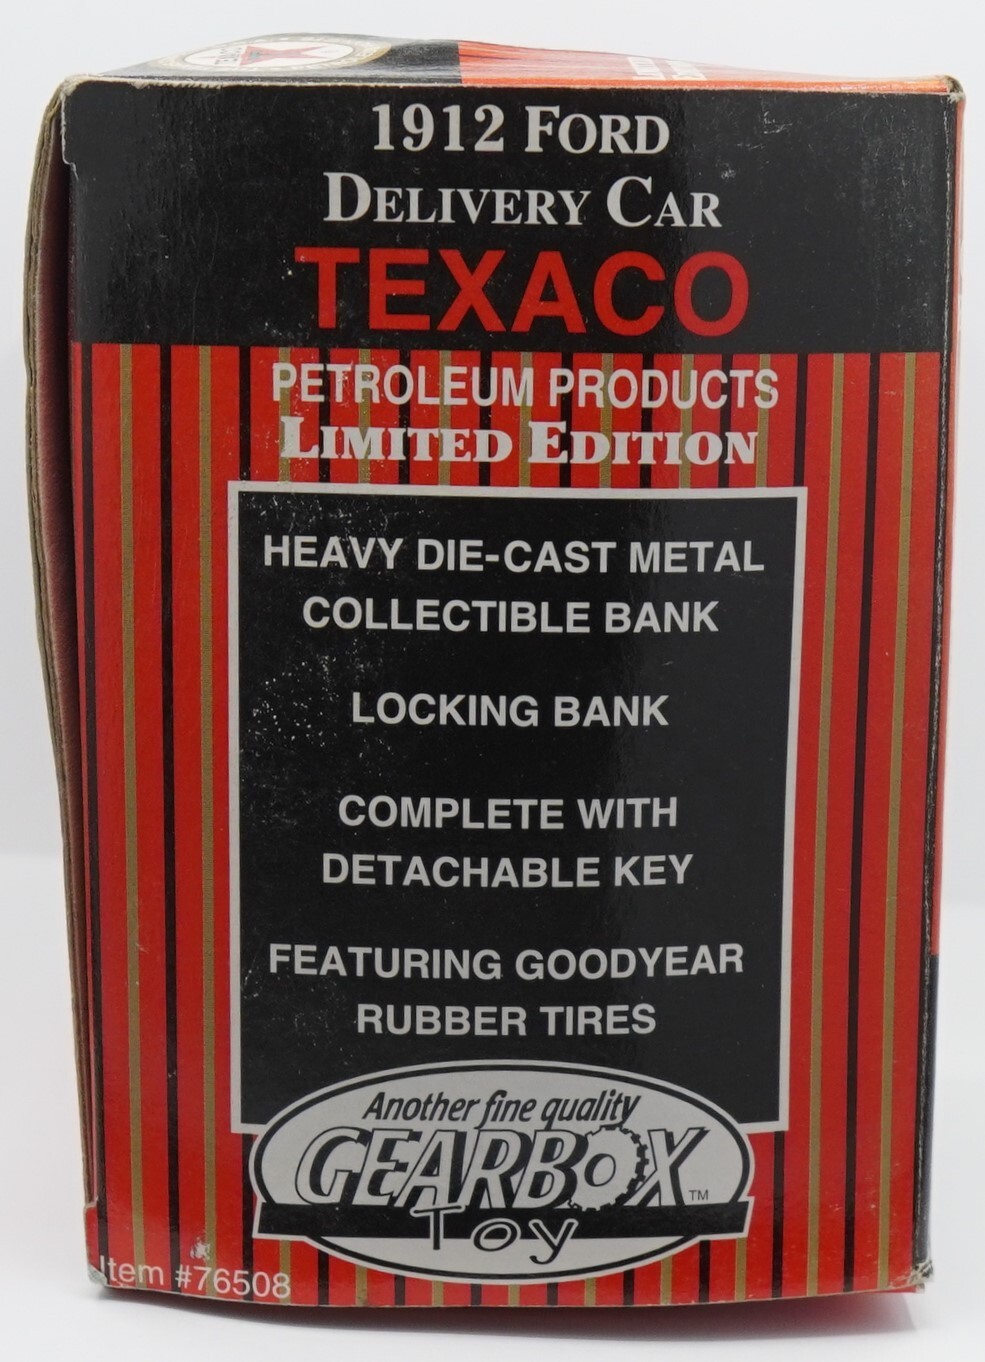 1912 FORD
DELIVERY CAR
TEXACO
PETROLEUM PRODUCTS
LIMITED EDITION
HEAVY DIE-CAST METAL
COLLECTIBLE BANK
LOCKING BANK
COMPLETE WITH
DETACHABLE KEY
FEATURING GOODYEAR
RUBBER TIRES
Another fine quality
GEARBOX™
Toy
Item #76508